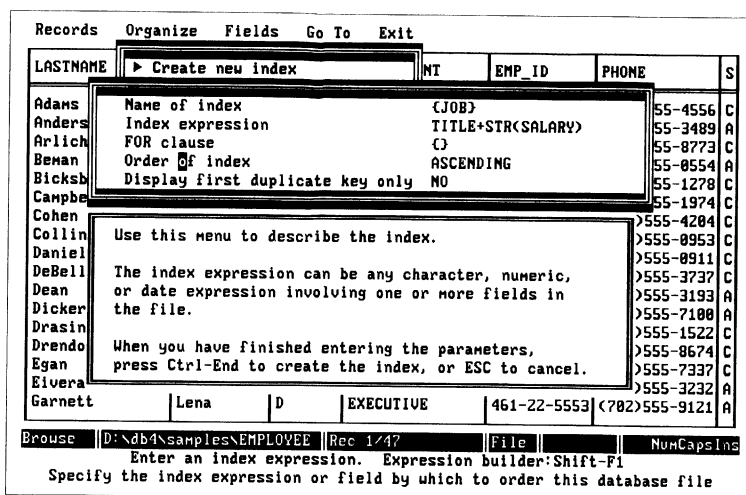 Records Organize Fields Go To Exit
LASTNAME ▶ Create new index NT EMP_ID PHONE S
Adams Name of index {JOB} 55-4556 C
Anders Index expression TITLE+STR(SALARY) 55-3489 A
Arlich FOR clause {} 55-8773 C
Beman Order of index ASCENDING 55-0554 A
Bicksb Display first duplicate key only NO 55-1278 C
Campbe 55-1974 C
Cohen )555-4204 C
Collin Use this menu to describe the index. )555-0953 C
Daniel )555-0911 C
DeBell The index expression can be any character, numeric, )555-3737 C
Dean or date expression involving one or more fields in )555-3193 A
Dicker the file. )555-7100 A
Drasin )555-1522 C
Drendo When you have finished entering the parameters, )555-8674 C
Egan press Ctrl-End to create the index, or ESC to cancel. )555-7337 C
Eivera )555-3232 A
Garnett Lena D EXECUTIVE 461-22-5553 (702)555-9121 A
Browse D:\db4\samples\EMPLOYEE Rec 1/47 File NumCapsIns
Enter an index expression. Expression builder:Shift-F1
Specify the index expression or field by which to order this database file